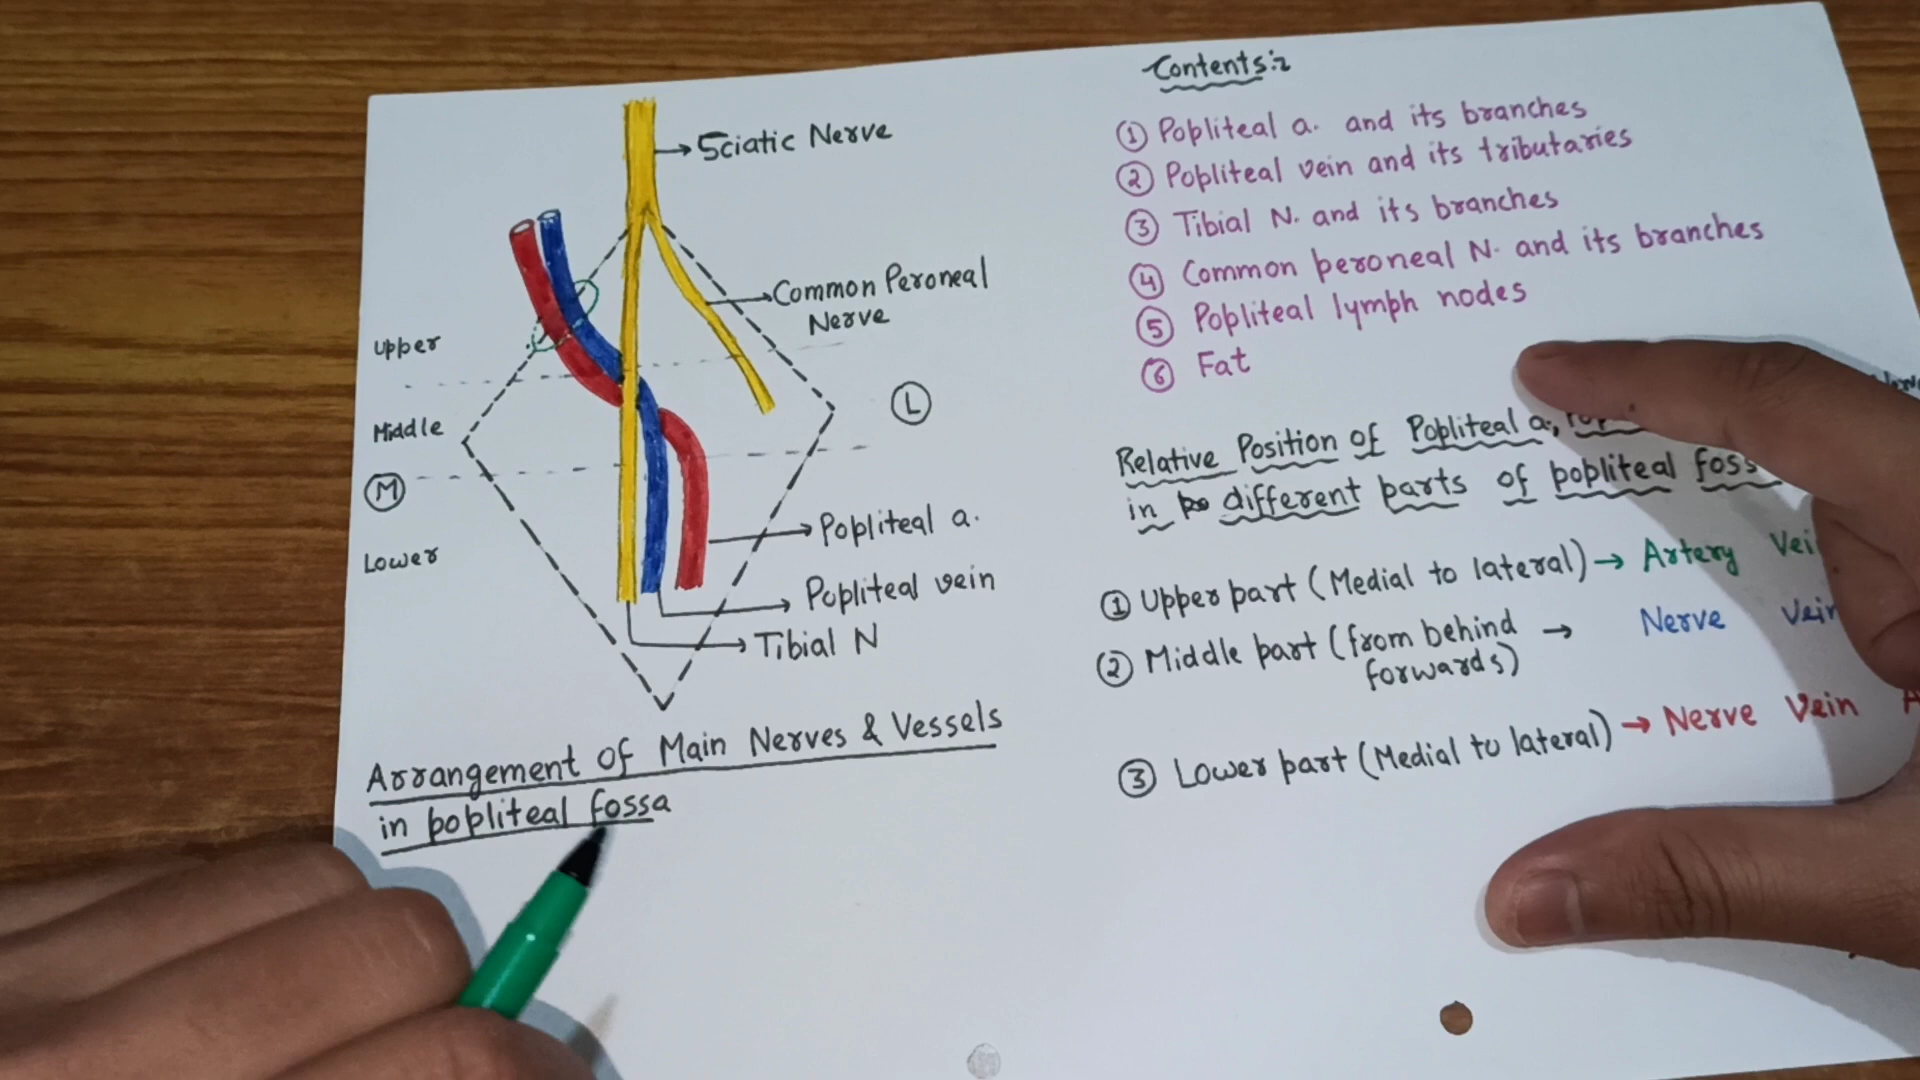 Sciatic Nerve
Common Peroneal
Nerve
Upper
Middle
L
M
Lower
Popliteal a.
Popliteal vein
Tibial N
Arrangement of Main Nerves & Vessels
in popliteal fossa
Contents:-
① Popliteal a. and its branches
② Popliteal vein and its tributaries
③ Tibial N. and its branches
④ Common peroneal N. and its branches
⑤ Popliteal lymph nodes
⑥ Fat
Relative Position of Popliteal a,
in different parts of popliteal
① Upper part (Medial to lateral) → Artery
② Middle part (from behind → Nerve
forwards)
③ Lower part (Medial to lateral) → Nerve Vein